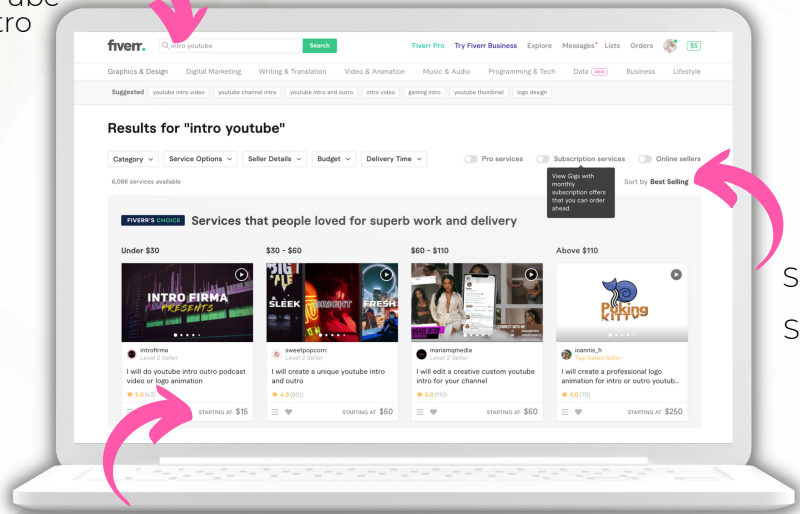 tro
fiverr.
intro youtube
Search
Fiverr Pro Try Fiverr Business Explore Messages Lists Orders $5
Graphics & Design Digital Marketing Writing & Translation Video & Animation Music & Audio Programming & Tech Data NEW Business Lifestyle
Suggested youtube intro video youtube channel intro youtube intro and outro intro video gaming intro youtube thumbnail logo design
Results for "intro youtube"
Category Service Options Seller Details Budget Delivery Time Pro services Subscription services Online sellers
6,086 services available
Sort by Best Selling
View Gigs with
monthly
subscription offers
that you can order
ahead.
FIVERR'S CHOICE Services that people loved for superb work and delivery
Under $30
$30 - $60
$60 - $110
Above $110
INTRO FIRMA
PRESENTS
SLEEK
BRIGHT
FRESH
Puking
KITTY
introfirma
Level 2 Seller
I will do youtube intro outro podcast
video or logo animation
5.0 (43)
STARTING AT $15
sweetpopcorn
Level 2 Seller
I will create a unique youtube intro
and outro
4.9 (801)
STARTING AT $50
mariamqmedia
Level 2 Seller
I will edit a creative custom youtube
intro for your channel
5.0 (110)
STARTING AT $60
ioannis_h
Top Rated Seller
I will create a professional logo
animation for intro or outro youtub...
5.0 (70)
STARTING AT $250
S
S